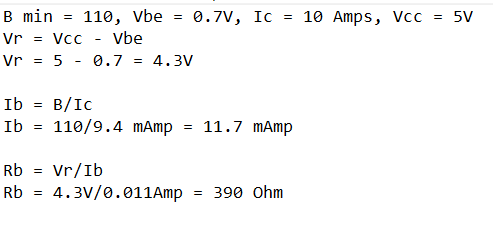 B min = 110, Vbe = 0.7V, Ic = 10 Amps, Vcc = 5V
Vr = Vcc - Vbe
Vr = 5 - 0.7 = 4.3V
Ib = B/Ic
Ib = 110/9.4 mAmp = 11.7 mAmp
Rb = Vr/Ib
Rb = 4.3V/0.011Amp = 390 Ohm